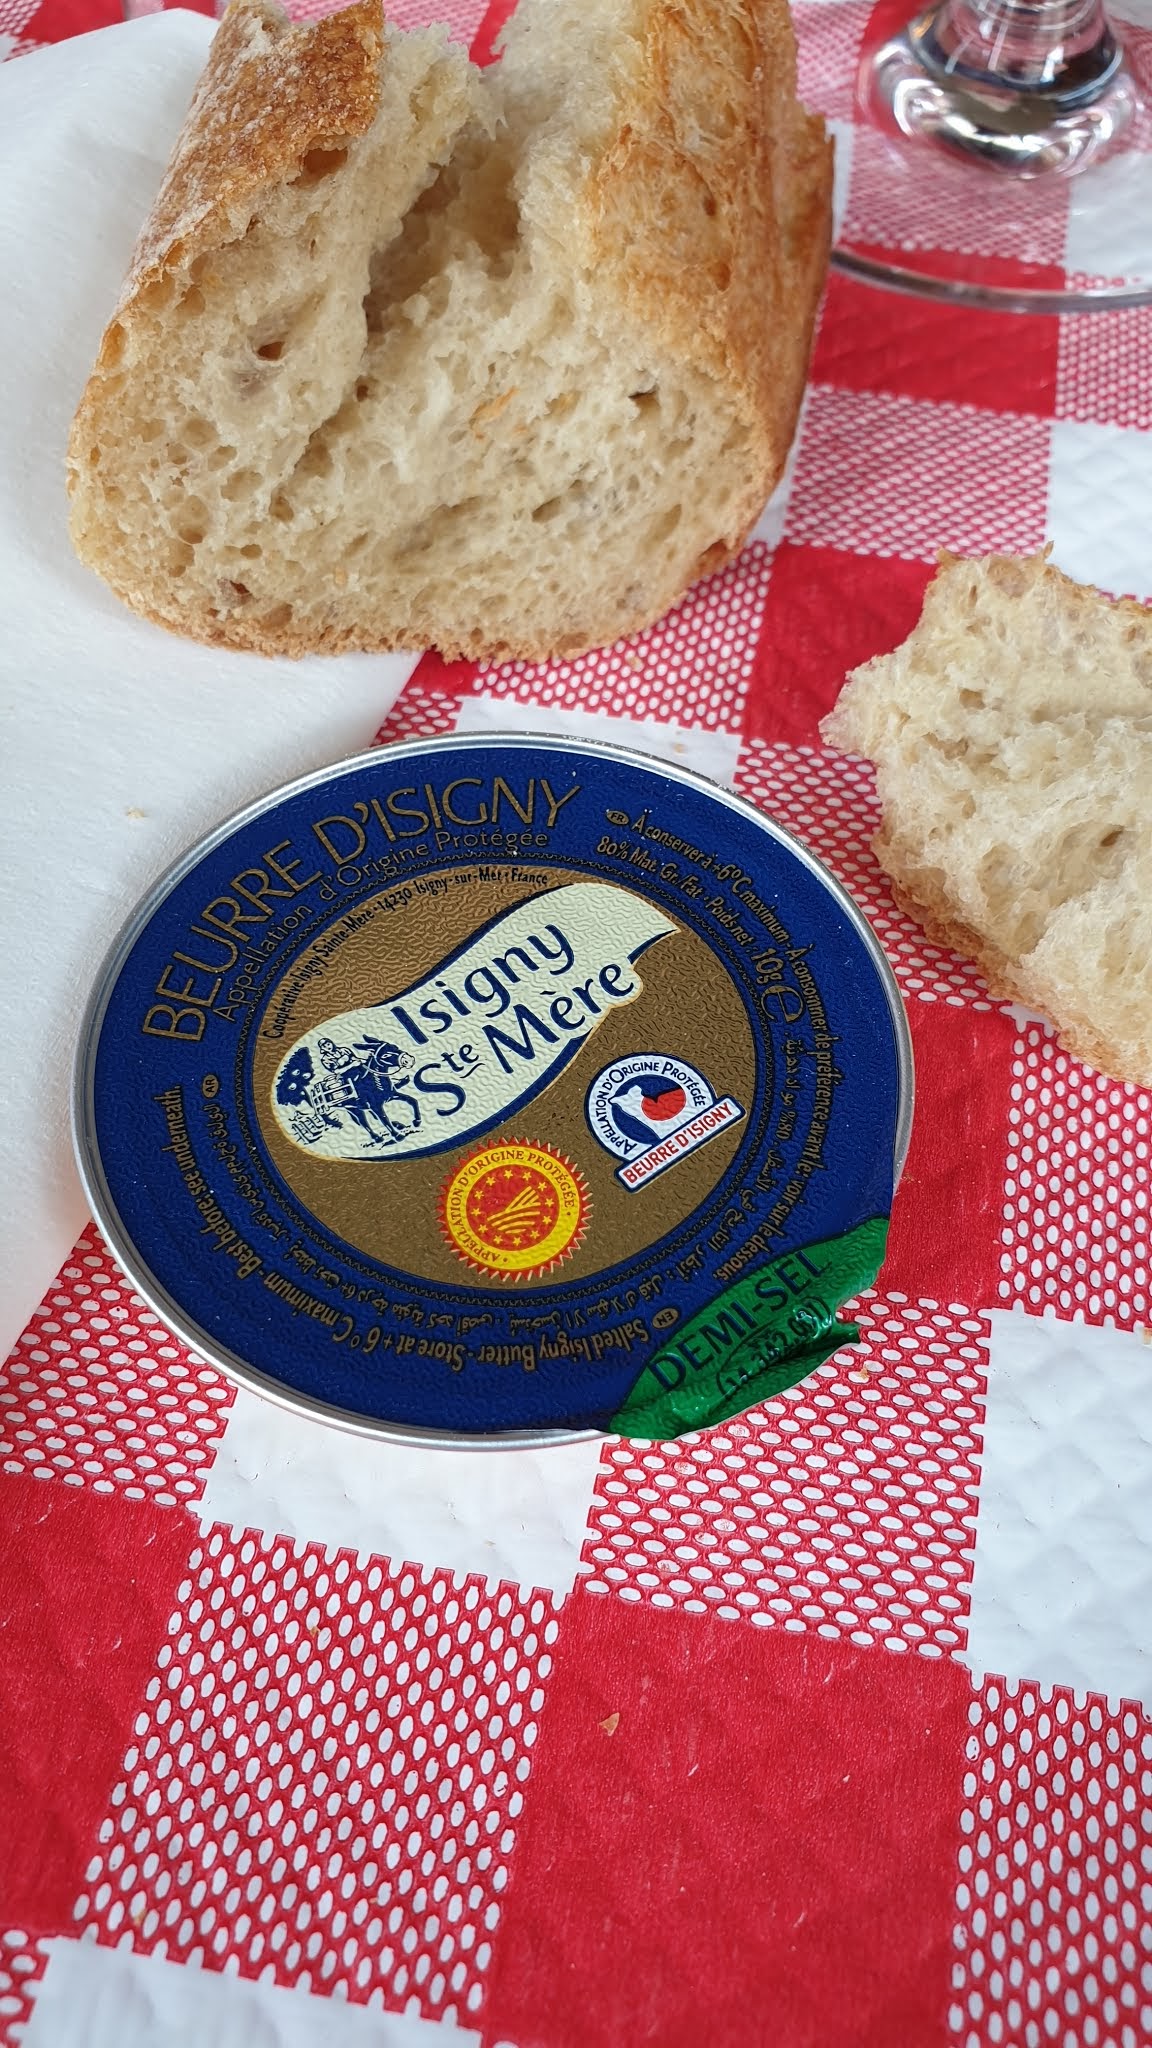 BEURRE D'ISIGNY
Appellation d'Origine Protégée
Coopérative Isigny Sainte-Mère - 14230 Isigny-sur-Mer - France
FR À conserver à +6°C maximum - À consommer de préférence avant le : voir sur le dessous.
80% Mat. Gr./Fat - Poids net : 10g e
Isigny
Ste Mère
APPELLATION D'ORIGINE PROTÉGÉE
BEURRE D'ISIGNY
APPELLATION D'ORIGINE PROTÉGÉE
EN Salted Isigny Butter - Store at + 6° C maximum - Best before: see underneath.
AR
DEMI-SEL